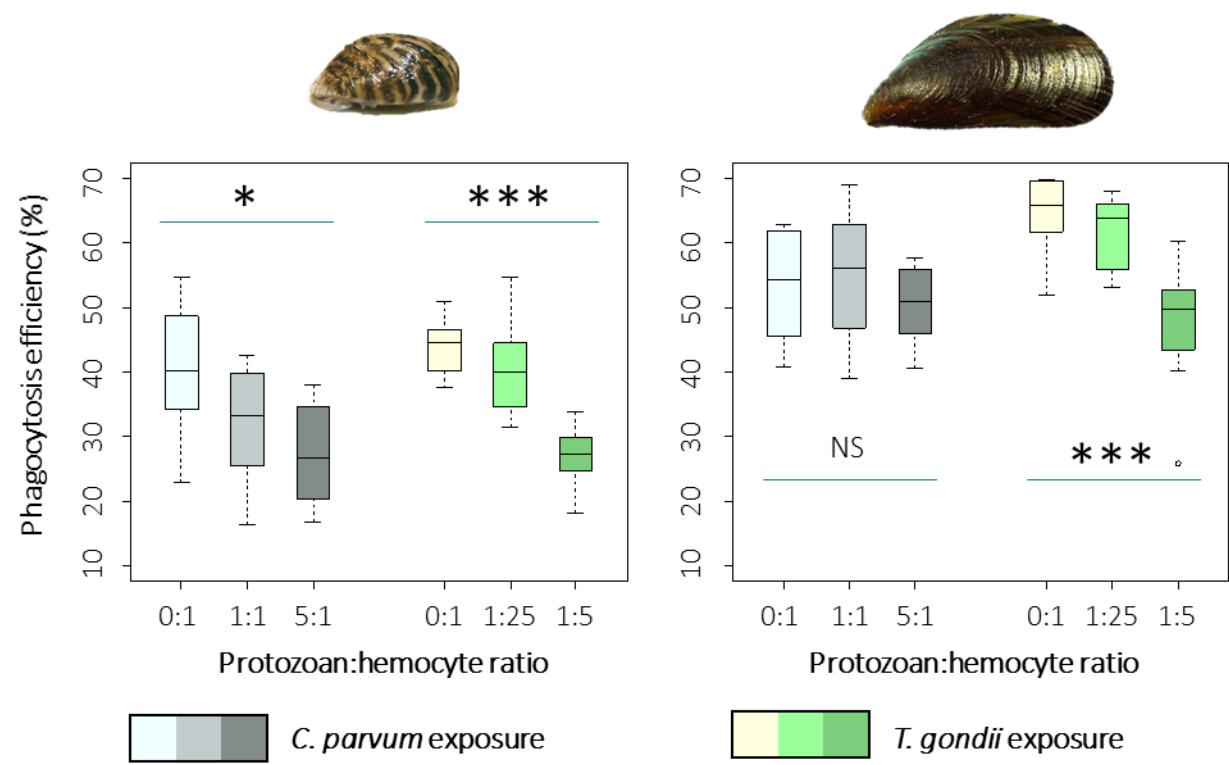 Phagocytosis efficiency (%)
70
60
50
40
30
20
10
*
***
0:1 1:1 5:1 0:1 1:25 1:5
Protozoan:hemocyte ratio
70
60
50
40
30
20
10
NS
***
0:1 1:1 5:1 0:1 1:25 1:5
Protozoan:hemocyte ratio
C. parvum exposure
T. gondii exposure